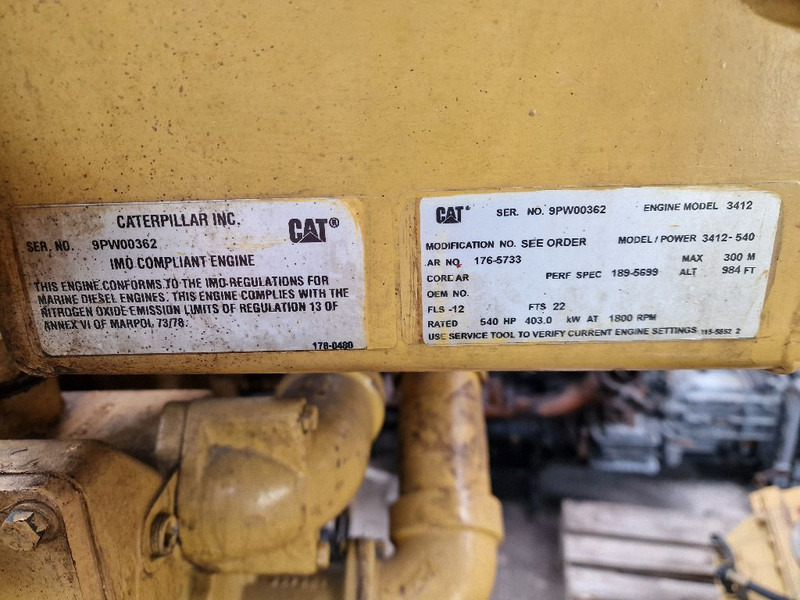 CATERPILLAR INC.
CAT®
SER. NO. 9PW00362
IMO COMPLIANT ENGINE
THIS ENGINE CONFORMS TO THE IMO REGULATIONS FOR
MARINE DIESEL ENGINES. THIS ENGINE COMPLIES WITH THE
NITROGEN OXIDE EMISSION LIMITS OF REGULATION 13 OF
ANNEX VI OF MARPOL 73/78.
178-0480
CAT® SER. NO. 9PW00362 ENGINE MODEL 3412
MODIFICATION NO. SEE ORDER MODEL / POWER 3412-540
AR NO. 176-5733 MAX 300 M
CORE AR PERF SPEC 189-5699 ALT 984 FT
OEM NO.
FLS -12 FTS 22
RATED 540 HP 403.0 kW AT 1800 RPM
USE SERVICE TOOL TO VERIFY CURRENT ENGINE SETTINGS 115-5852 2